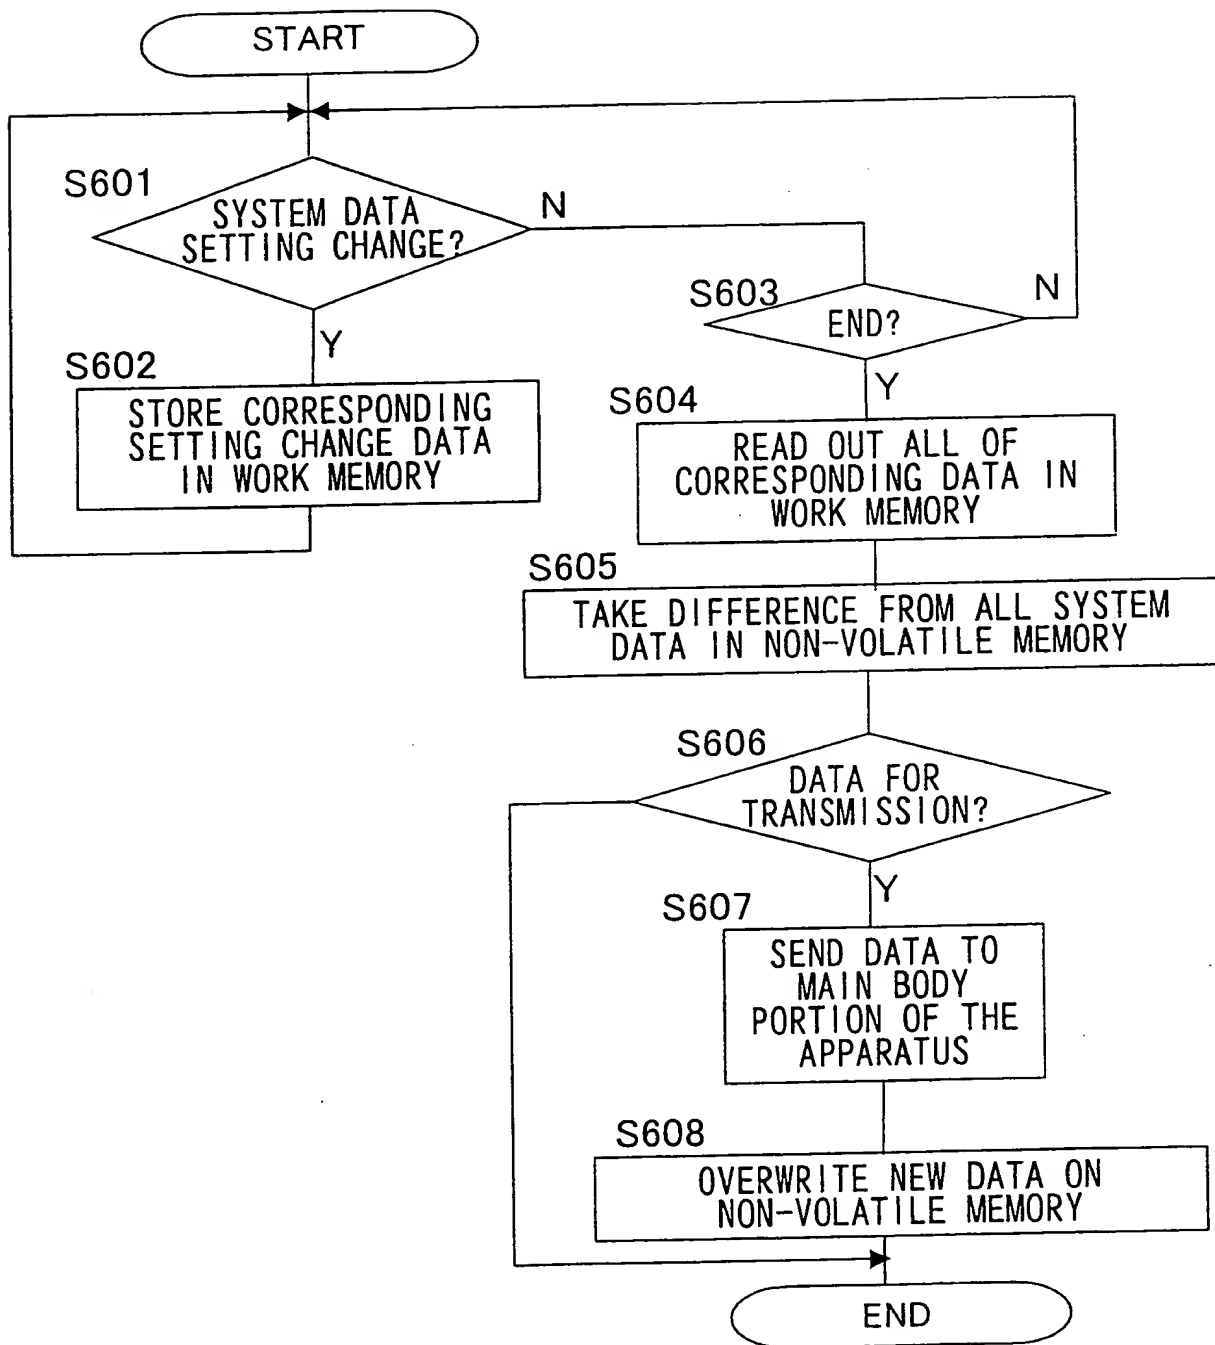 START
S601
SYSTEM DATA
SETTING CHANGE?
N
Y
S602
STORE CORRESPONDING
SETTING CHANGE DATA
IN WORK MEMORY
S603
END?
N
Y
S604
READ OUT ALL OF
CORRESPONDING DATA IN
WORK MEMORY
S605
TAKE DIFFERENCE FROM ALL SYSTEM
DATA IN NON-VOLATILE MEMORY
S606
DATA FOR
TRANSMISSION?
Y
S607
SEND DATA TO
MAIN BODY
PORTION OF THE
APPARATUS
S608
OVERWRITE NEW DATA ON
NON-VOLATILE MEMORY
END